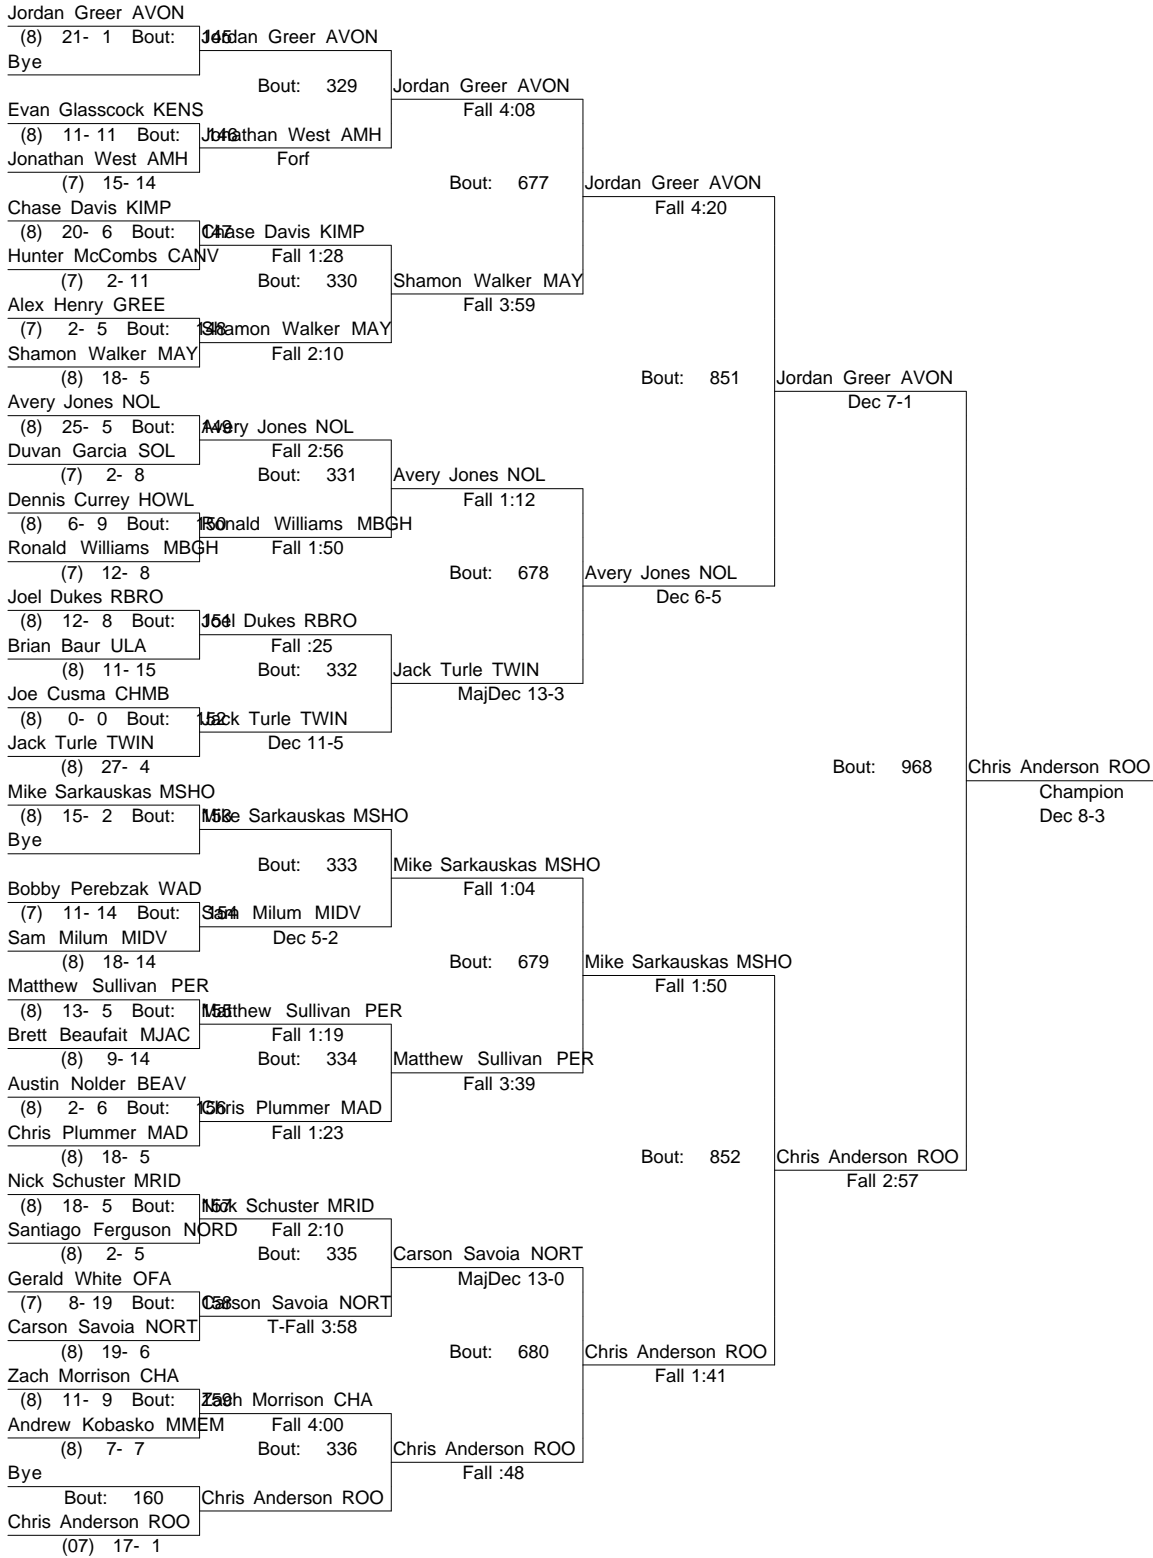 Jordan Greer AVON
(8) 21- 1 Bout: 145 Jordan Greer AVON
Bye
Bout: 329 Jordan Greer AVON
Evan Glasscock KENS Fall 4:08
(8) 11- 11 Bout: 146 Jonathan West AMH
Jonathan West AMH Forf
(7) 15- 14 Bout: 677 Jordan Greer AVON
Chase Davis KIMP Fall 4:20
(8) 20- 6 Bout: 147 Chase Davis KIMP
Hunter McCombs CANV Fall 1:28
(7) 2- 11 Bout: 330 Shamon Walker MAY
Alex Henry GREE Fall 3:59
(7) 2- 5 Bout: 148 Shamon Walker MAY
Shamon Walker MAY Fall 2:10
(8) 18- 5 Bout: 851 Jordan Greer AVON
Avery Jones NOL Dec 7-1
(8) 25- 5 Bout: 149 Avery Jones NOL
Duvan Garcia SOL Fall 2:56
(7) 2- 8 Bout: 331 Avery Jones NOL
Dennis Currey HOWL Fall 1:12
(8) 6- 9 Bout: 150 Ronald Williams MBGH
Ronald Williams MBGH Fall 1:50
(7) 12- 8 Bout: 678 Avery Jones NOL
Joel Dukes RBRO Dec 6-5
(8) 12- 8 Bout: 151 Joel Dukes RBRO
Brian Baur ULA Fall :25
(8) 11- 15 Bout: 332 Jack Turle TWIN
Joe Cusma CHMB MajDec 13-3
(8) 0- 0 Bout: 152 Jack Turle TWIN
Jack Turle TWIN Dec 11-5
(8) 27- 4 Bout: 968 Chris Anderson ROO
Mike Sarkauskas MSHO Champion
(8) 15- 2 Bout: 153 Mike Sarkauskas MSHO Dec 8-3
Bye
Bout: 333 Mike Sarkauskas MSHO
Bobby Perebzak WAD Fall 1:04
(7) 11- 14 Bout: 154 Sam Milum MIDV
Sam Milum MIDV Dec 5-2
(8) 18- 14 Bout: 679 Mike Sarkauskas MSHO
Matthew Sullivan PER Fall 1:50
(8) 13- 5 Bout: 155 Matthew Sullivan PER
Brett Beaufait MJAC Fall 1:19
(8) 9- 14 Bout: 334 Matthew Sullivan PER
Austin Nolder BEAV Fall 3:39
(8) 2- 6 Bout: 156 Chris Plummer MAD
Chris Plummer MAD Fall 1:23
(8) 18- 5 Bout: 852 Chris Anderson ROO
Nick Schuster MRID Fall 2:57
(8) 18- 5 Bout: 157 Nick Schuster MRID
Santiago Ferguson NORD Fall 2:10
(8) 2- 5 Bout: 335 Carson Savoia NORT
Gerald White OFA MajDec 13-0
(7) 8- 19 Bout: 158 Carson Savoia NORT
Carson Savoia NORT T-Fall 3:58
(8) 19- 6 Bout: 680 Chris Anderson ROO
Zach Morrison CHA Fall 1:41
(8) 11- 9 Bout: 159 Zach Morrison CHA
Andrew Kobasko MMEM Fall 4:00
(8) 7- 7 Bout: 336 Chris Anderson ROO
Bye Fall :48
Bout: 160 Chris Anderson ROO
Chris Anderson ROO
(07) 17- 1